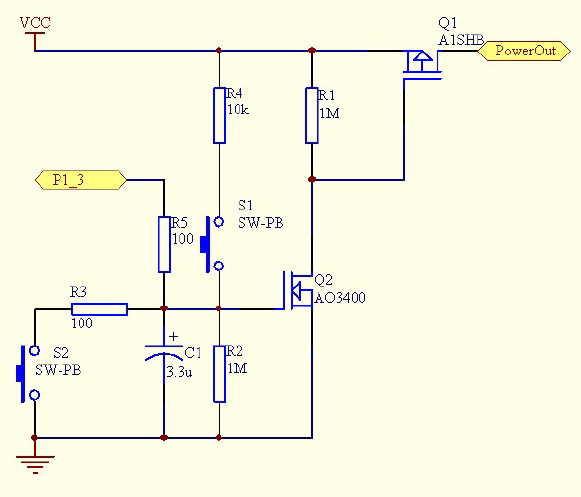 VCC
Q1
A1SHB
PowerOut
R4
10k
R1
1M
P1_3
S1
SW-PB
R5
100
Q2
AO3400
R3
100
S2
SW-PB
+
C1
3.3u
R2
1M